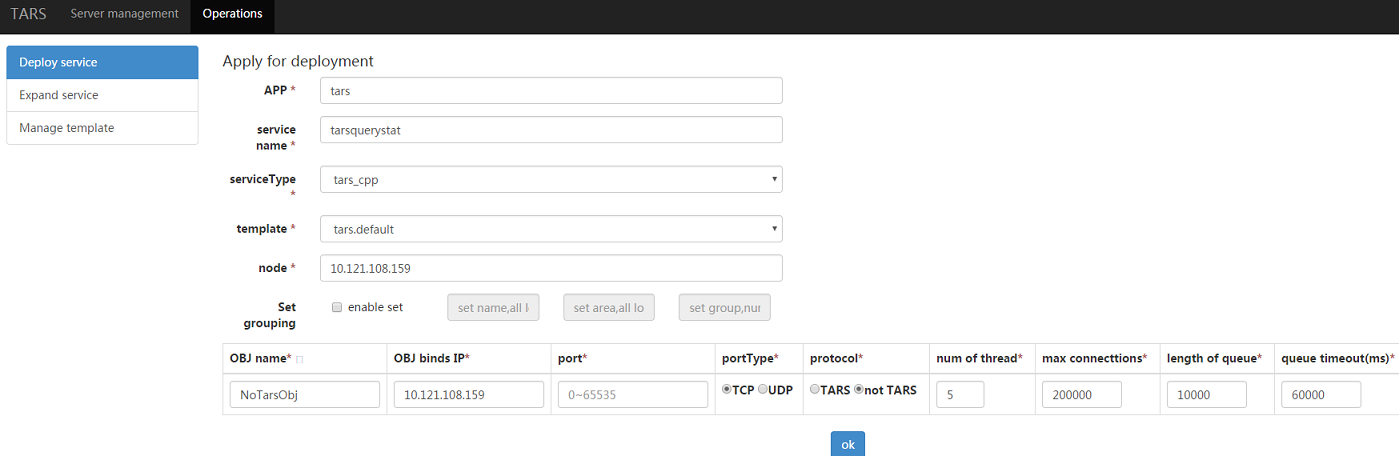 TARS Server management Operations
Deploy service
Expand service
Manage template
Apply for deployment
APP * tars
service name * tarsquerystat
serviceType * tars_cpp
template * tars.default
node * 10.121.108.159
Set grouping enable set set name,all l set area,all lo set group,nur
OBJ name* OBJ binds IP* port* portType* protocol* num of thread* max connecttions* length of queue* queue timeout(ms)*
NoTarsObj 10.121.108.159 0~65535 TCP UDP TARS not TARS 5 200000 10000 60000
ok